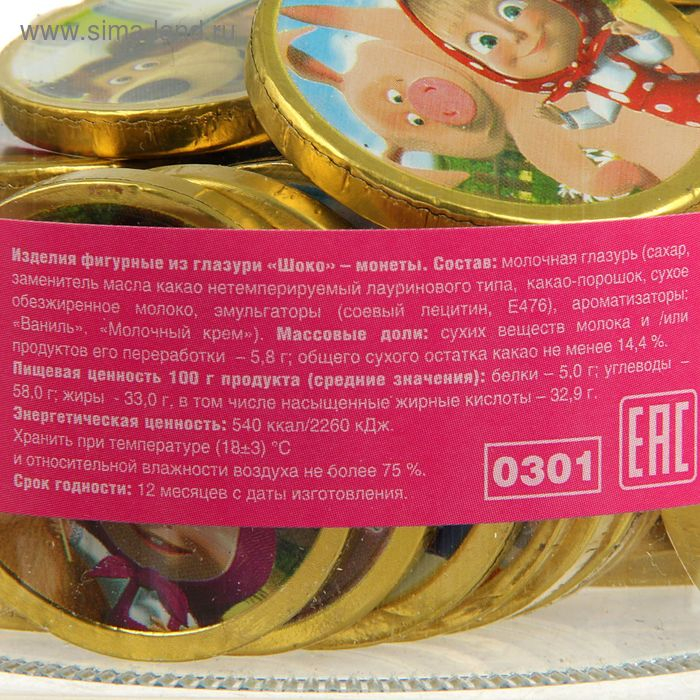 www.sima-land.ru
Изделия фигурные из глазури «Шоко» – монеты. Состав: молочная глазурь (сахар,
заменитель масла какао нетемперируемый лауринового типа, какао-порошок, сухое
обезжиренное молоко, эмульгаторы (соевый лецитин, Е476), ароматизаторы:
«Ваниль», «Молочный крем»). Массовые доли: сухих веществ молока и /или
продуктов его переработки – 5,8 г; общего сухого остатка какао не менее 14,4 %.
Пищевая ценность 100 г продукта (средние значения): белки – 5,0 г; углеводы –
58,0 г; жиры - 33,0 г, в том числе насыщенные жирные кислоты – 32,9 г.
Энергетическая ценность: 540 ккал/2260 кДж.
Хранить при температуре (18±3) °С
и относительной влажности воздуха не более 75 %.
Срок годности: 12 месяцев с даты изготовления.
0301
ЕАС